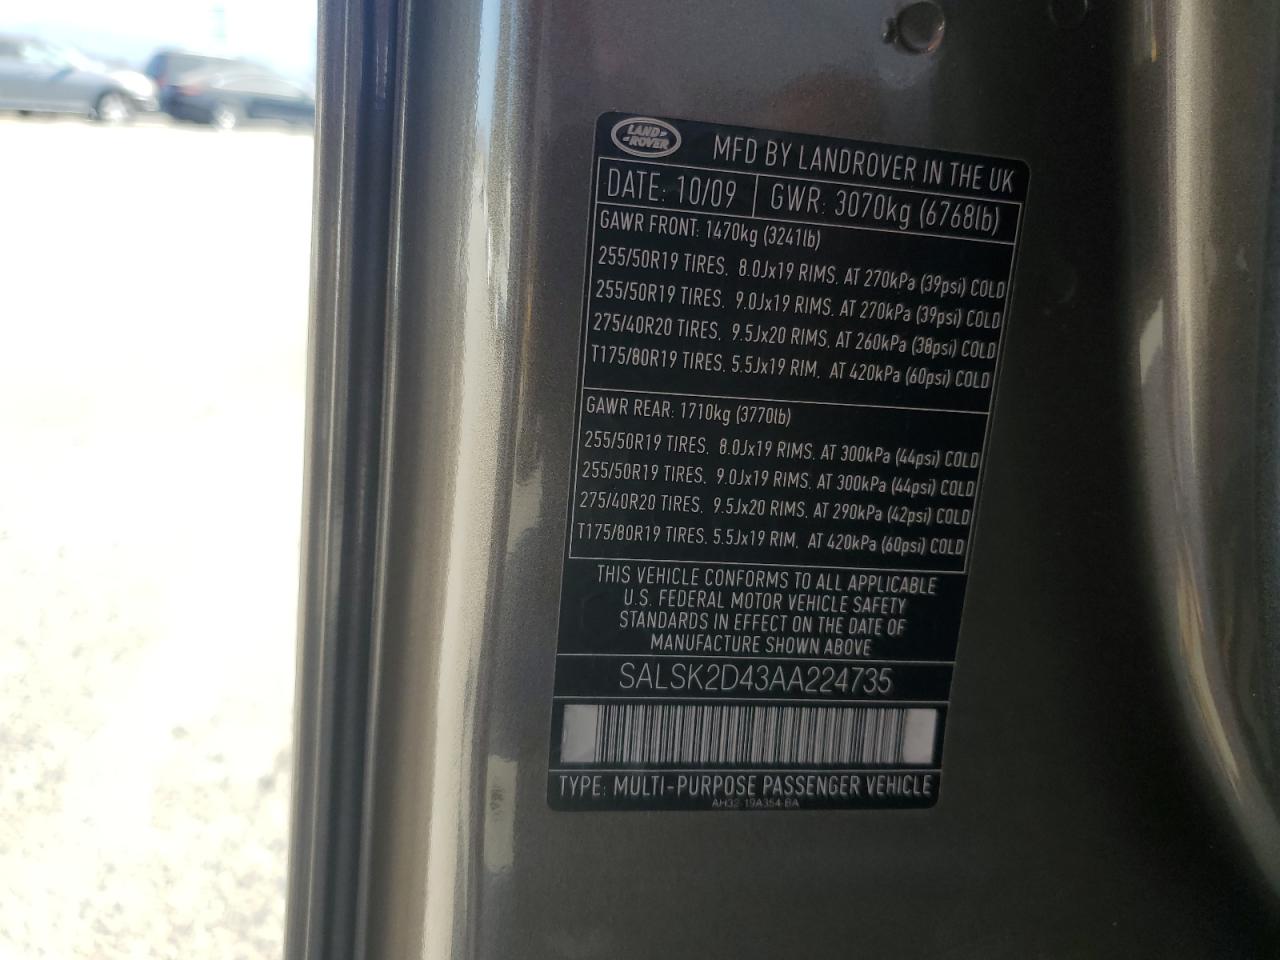 LAND
ROVER
MFD BY LANDROVER IN THE UK
DATE: 10/09 GWR: 3070kg (6768lb)
GAWR FRONT: 1470kg (3241lb)
255/50R19 TIRES, 8.0Jx19 RIMS, AT 270kPa (39psi) COLD
255/50R19 TIRES, 9.0Jx19 RIMS, AT 270kPa (39psi) COLD
275/40R20 TIRES, 9.5Jx20 RIMS, AT 260kPa (38psi) COLD
T175/80R19 TIRES, 5.5Jx19 RIM, AT 420kPa (60psi) COLD
GAWR REAR: 1710kg (3770lb)
255/50R19 TIRES, 8.0Jx19 RIMS, AT 300kPa (44psi) COLD
255/50R19 TIRES, 9.0Jx19 RIMS, AT 300kPa (44psi) COLD
275/40R20 TIRES, 9.5Jx20 RIMS, AT 290kPa (42psi) COLD
T175/80R19 TIRES, 5.5Jx19 RIM, AT 420kPa (60psi) COLD
THIS VEHICLE CONFORMS TO ALL APPLICABLE
U.S. FEDERAL MOTOR VEHICLE SAFETY
STANDARDS IN EFFECT ON THE DATE OF
MANUFACTURE SHOWN ABOVE
SALSK2D43AA224735
TYPE: MULTI-PURPOSE PASSENGER VEHICLE
AH32 19A354 BA